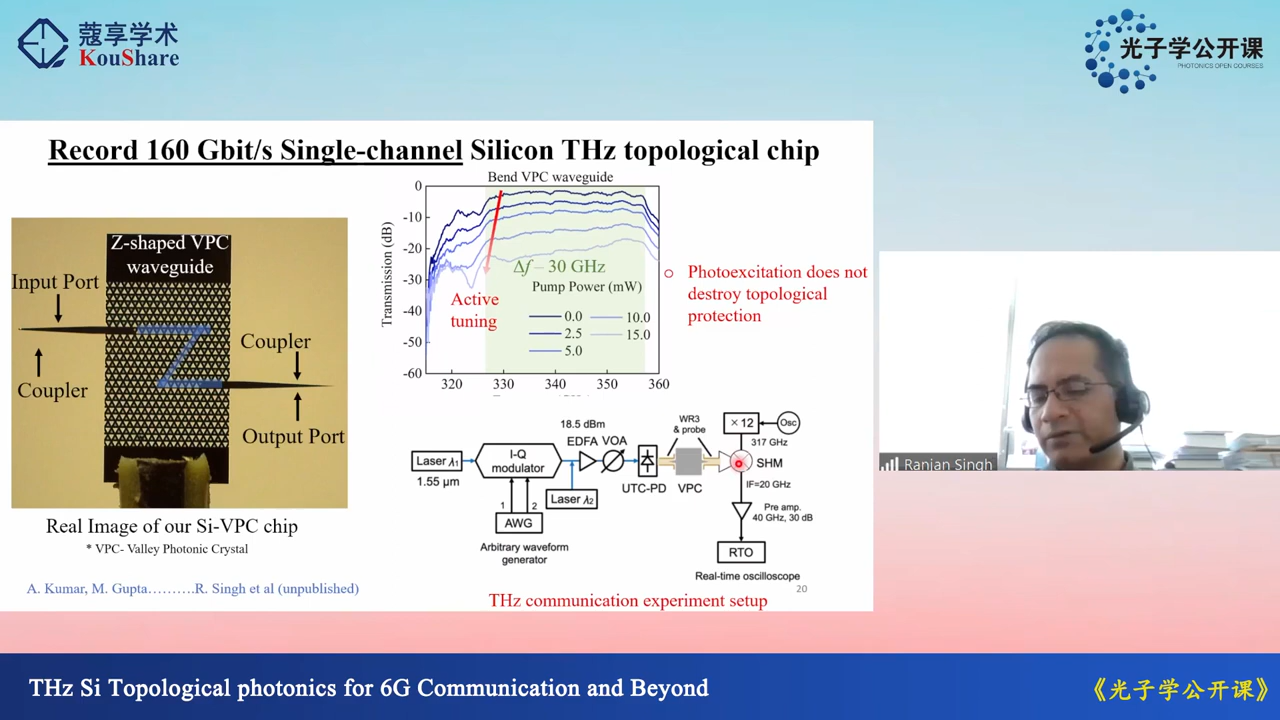 蔻享学术
KouShare
光子学公开课
PHOTONICS OPEN COURSES
Record 160 Gbit/s Single-channel Silicon THz topological chip
Z-shaped VPC
waveguide
Input Port
Coupler
Coupler
Output Port
Real Image of our Si-VPC chip
* VPC- Valley Photonic Crystal
A. Kumar, M. Gupta……….R. Singh et al (unpublished)
Bend VPC waveguide
Transmission (dB)
0
-10
-20
-30
-40
-50
-60
320 330 340 350 360
Δf – 30 GHz
Pump Power (mW)
0.0 10.0
2.5 15.0
5.0
Active
tuning
○ Photoexcitation does not
destroy topological
protection
18.5 dBm
EDFA VOA
WR3
& probe
× 12
Osc
317 GHz
Laser λ1
1.55 μm
I-Q
modulator
Laser λ2
UTC-PD
VPC
SHM
IF=20 GHz
1 2
AWG
Arbitrary waveform
generator
Pre amp.
40 GHz, 30 dB
RTO
Real-time oscilloscope
20
THz communication experiment setup
Ranjan Singh
THz Si Topological photonics for 6G Communication and Beyond
《光子学公开课》